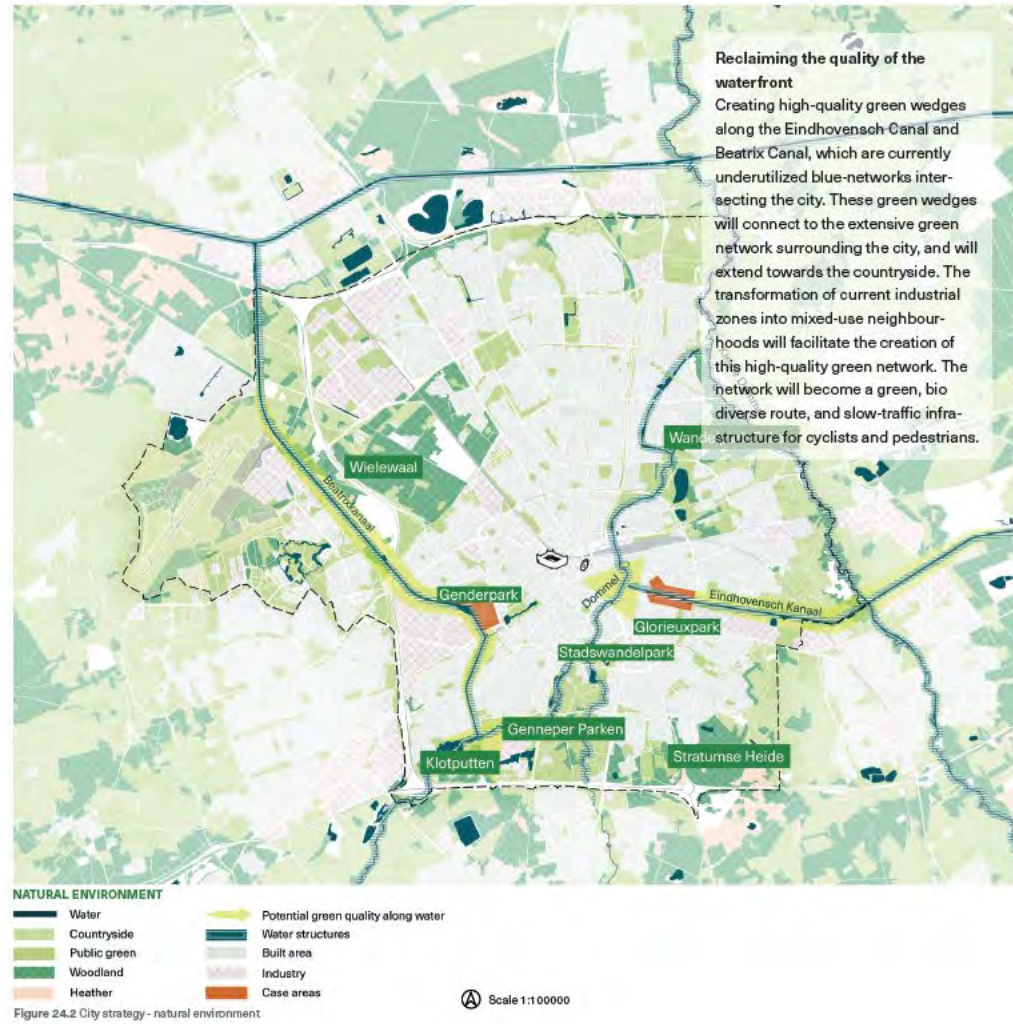 Reclaiming the quality of the
waterfront
Creating high-quality green wedges
along the Eindhovensch Canal and
Beatrix Canal, which are currently
underutilized blue-networks inter-
secting the city. These green wedges
will connect to the extensive green
network surrounding the city, and will
extend towards the countryside. The
transformation of current industrial
zones into mixed-use neighbour-
hoods will facilitate the creation of
this high-quality green network. The
network will become a green, bio
diverse route, and slow-traffic infra-
structure for cyclists and pedestrians.
Wielewaal
Beatrixkanaal
Genderpark
Dommel
Eindhovensch Kanaal
Glorieuxpark
Stadswandelpark
Genneper Parken
Klotputten
Stratumse Heide
NATURAL ENVIRONMENT
Water
Countryside
Public green
Woodland
Heather
Potential green quality along water
Water structures
Built area
Industry
Case areas
Scale 1:100000
Figure 24.2 City strategy - natural environment